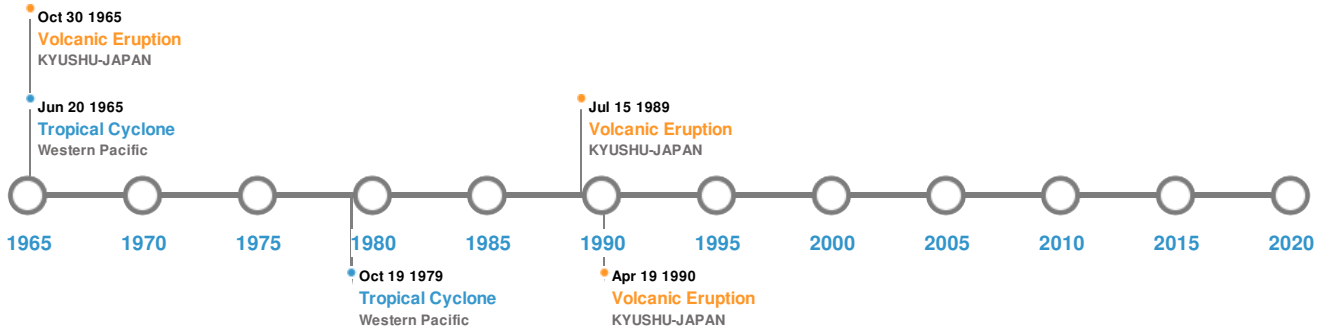 Oct 30 1965
Volcanic Eruption
KYUSHU-JAPAN
Jun 20 1965
Tropical Cyclone
Western Pacific
Jul 15 1989
Volcanic Eruption
KYUSHU-JAPAN
1965 1970 1975 1980 1985 1990 1995 2000 2005 2010 2015 2020
Oct 19 1979
Tropical Cyclone
Western Pacific
Apr 19 1990
Volcanic Eruption
KYUSHU-JAPAN